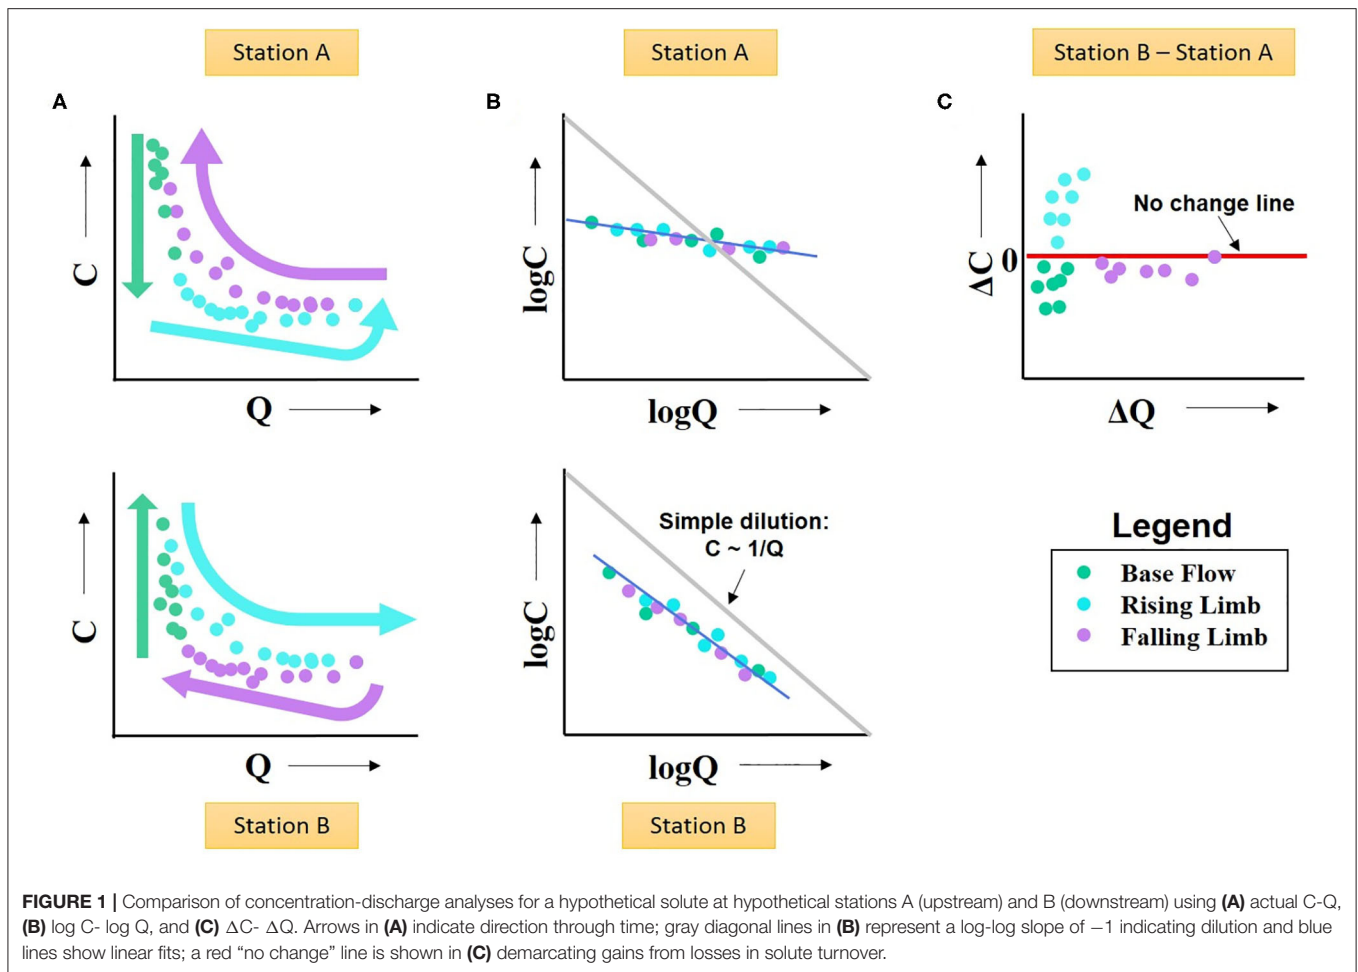 Station A
Station A
Station B – Station A
A
B
C
C
Q
logC
logQ
No change line
0
ΔC
ΔQ
C
Q
Station B
Simple dilution:
C ~ 1/Q
logC
logQ
Station B
Legend
Base Flow
Rising Limb
Falling Limb
FIGURE 1 | Comparison of concentration-discharge analyses for a hypothetical solute at hypothetical stations A (upstream) and B (downstream) using (A) actual C-Q,
(B) log C- log Q, and (C) ΔC- ΔQ. Arrows in (A) indicate direction through time; gray diagonal lines in (B) represent a log-log slope of −1 indicating dilution and blue
lines show linear fits; a red “no change” line is shown in (C) demarcating gains from losses in solute turnover.